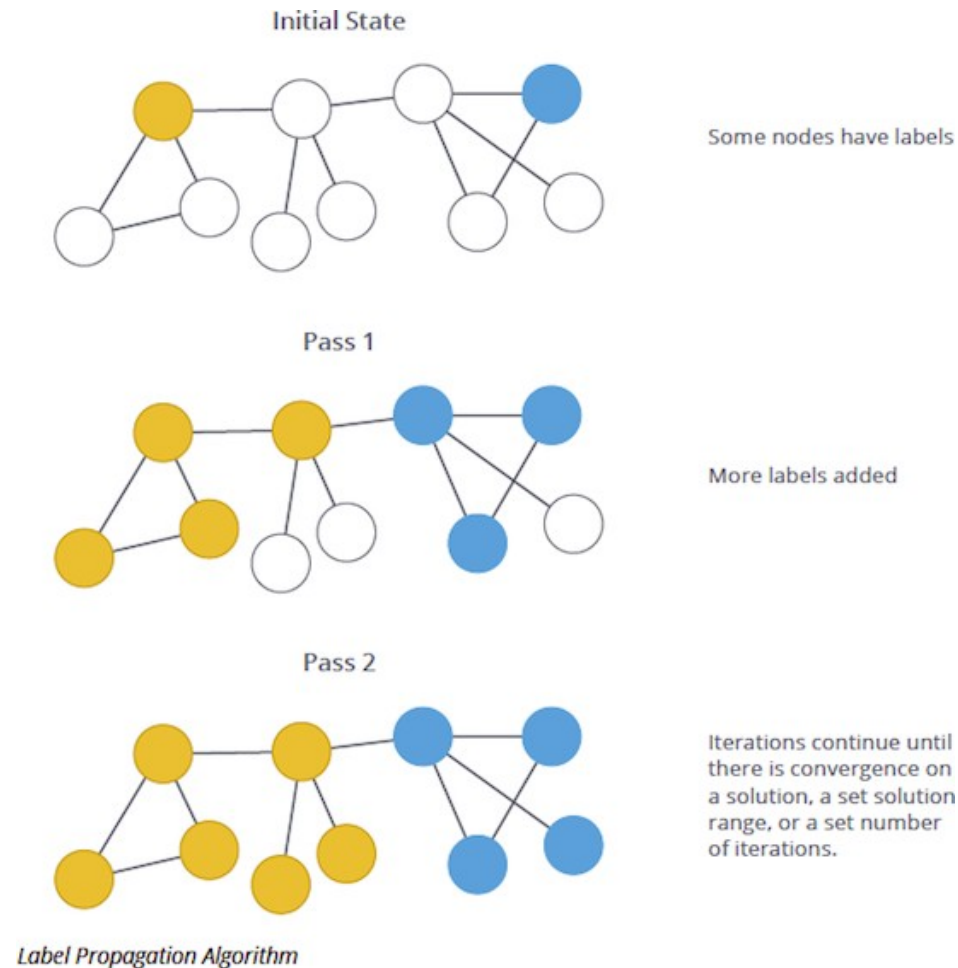 Initial State
Some nodes have labels
Pass 1
More labels added
Pass 2
Iterations continue until
there is convergence on
a solution, a set solution
range, or a set number
of iterations.
Label Propagation Algorithm